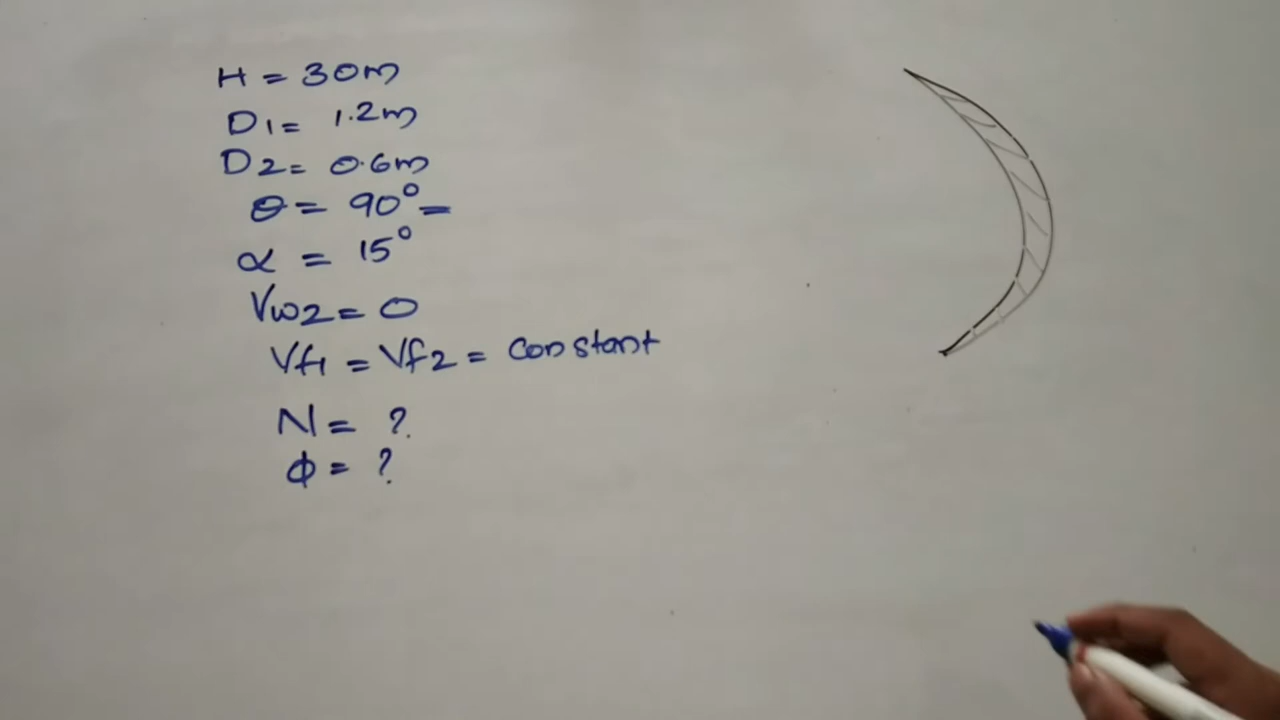 H = 30m
D1 = 1.2m
D2 = 0.6m
θ = 90°
α = 15°
Vw2 = 0
Vf1 = Vf2 = constant
N = ?
ϕ = ?